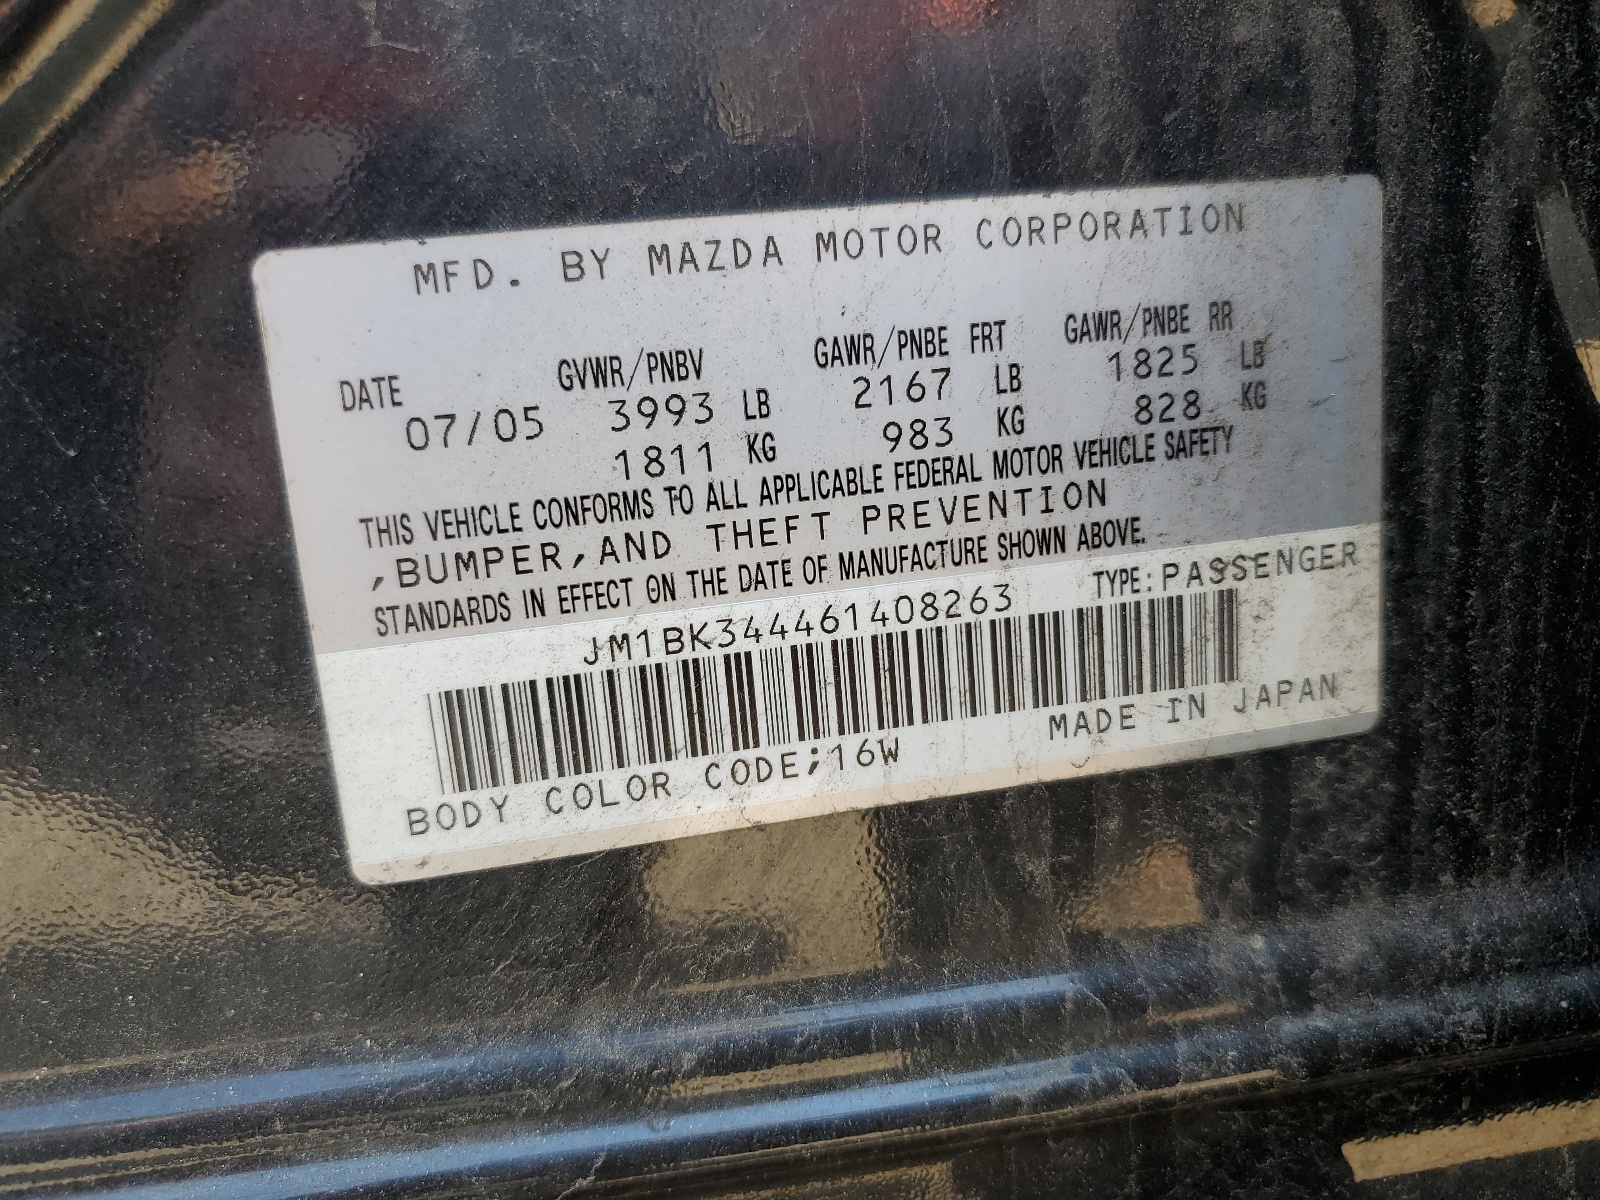 MFD. BY MAZDA MOTOR CORPORATION
DATE GVWR/PNBV GAWR/PNBE FRT GAWR/PNBE RR
07/05 3993 LB 2167 LB 1825 LB
1811 KG 983 KG 828 KG
THIS VEHICLE CONFORMS TO ALL APPLICABLE FEDERAL MOTOR VEHICLE SAFETY
,BUMPER,AND THEFT PREVENTION
STANDARDS IN EFFECT ON THE DATE OF MANUFACTURE SHOWN ABOVE.
JM1BK344461408263 TYPE:PASSENGER
BODY COLOR CODE;16W MADE IN JAPAN